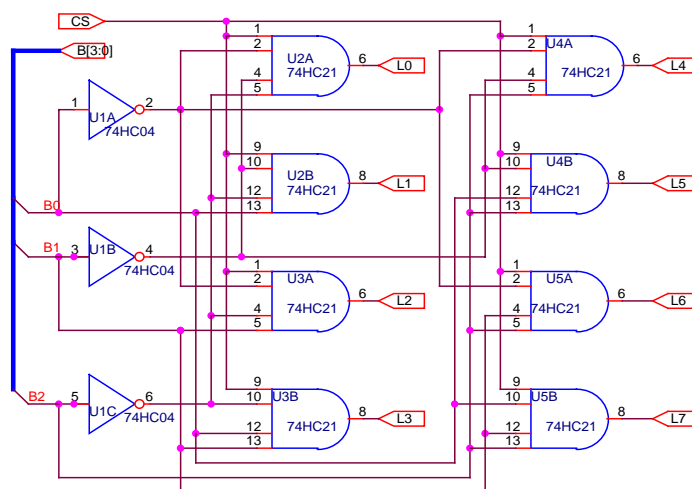 CS
B[3:0]
1 2
U1A
74HC04
B0
B1
3 4
U1B
74HC04
B2
5 6
U1C
74HC04
1
2
4
5
U2A
74HC21
6
L0
9
10
12
13
U2B
74HC21
8
L1
1
2
4
5
U3A
74HC21
6
L2
9
10
12
13
U3B
74HC21
8
L3
1
2
4
5
U4A
74HC21
6
L4
9
10
12
13
U4B
74HC21
8
L5
1
2
4
5
U5A
74HC21
6
L6
9
10
12
13
U5B
74HC21
8
L7